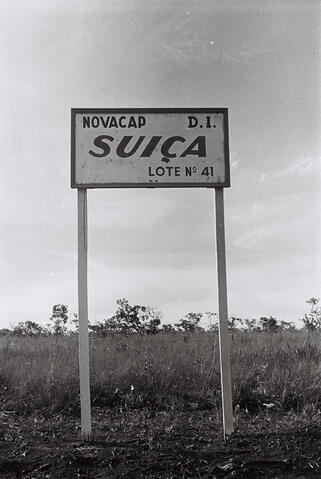 NOVACAP D.I.
SUIÇA
LOTE Nº 41